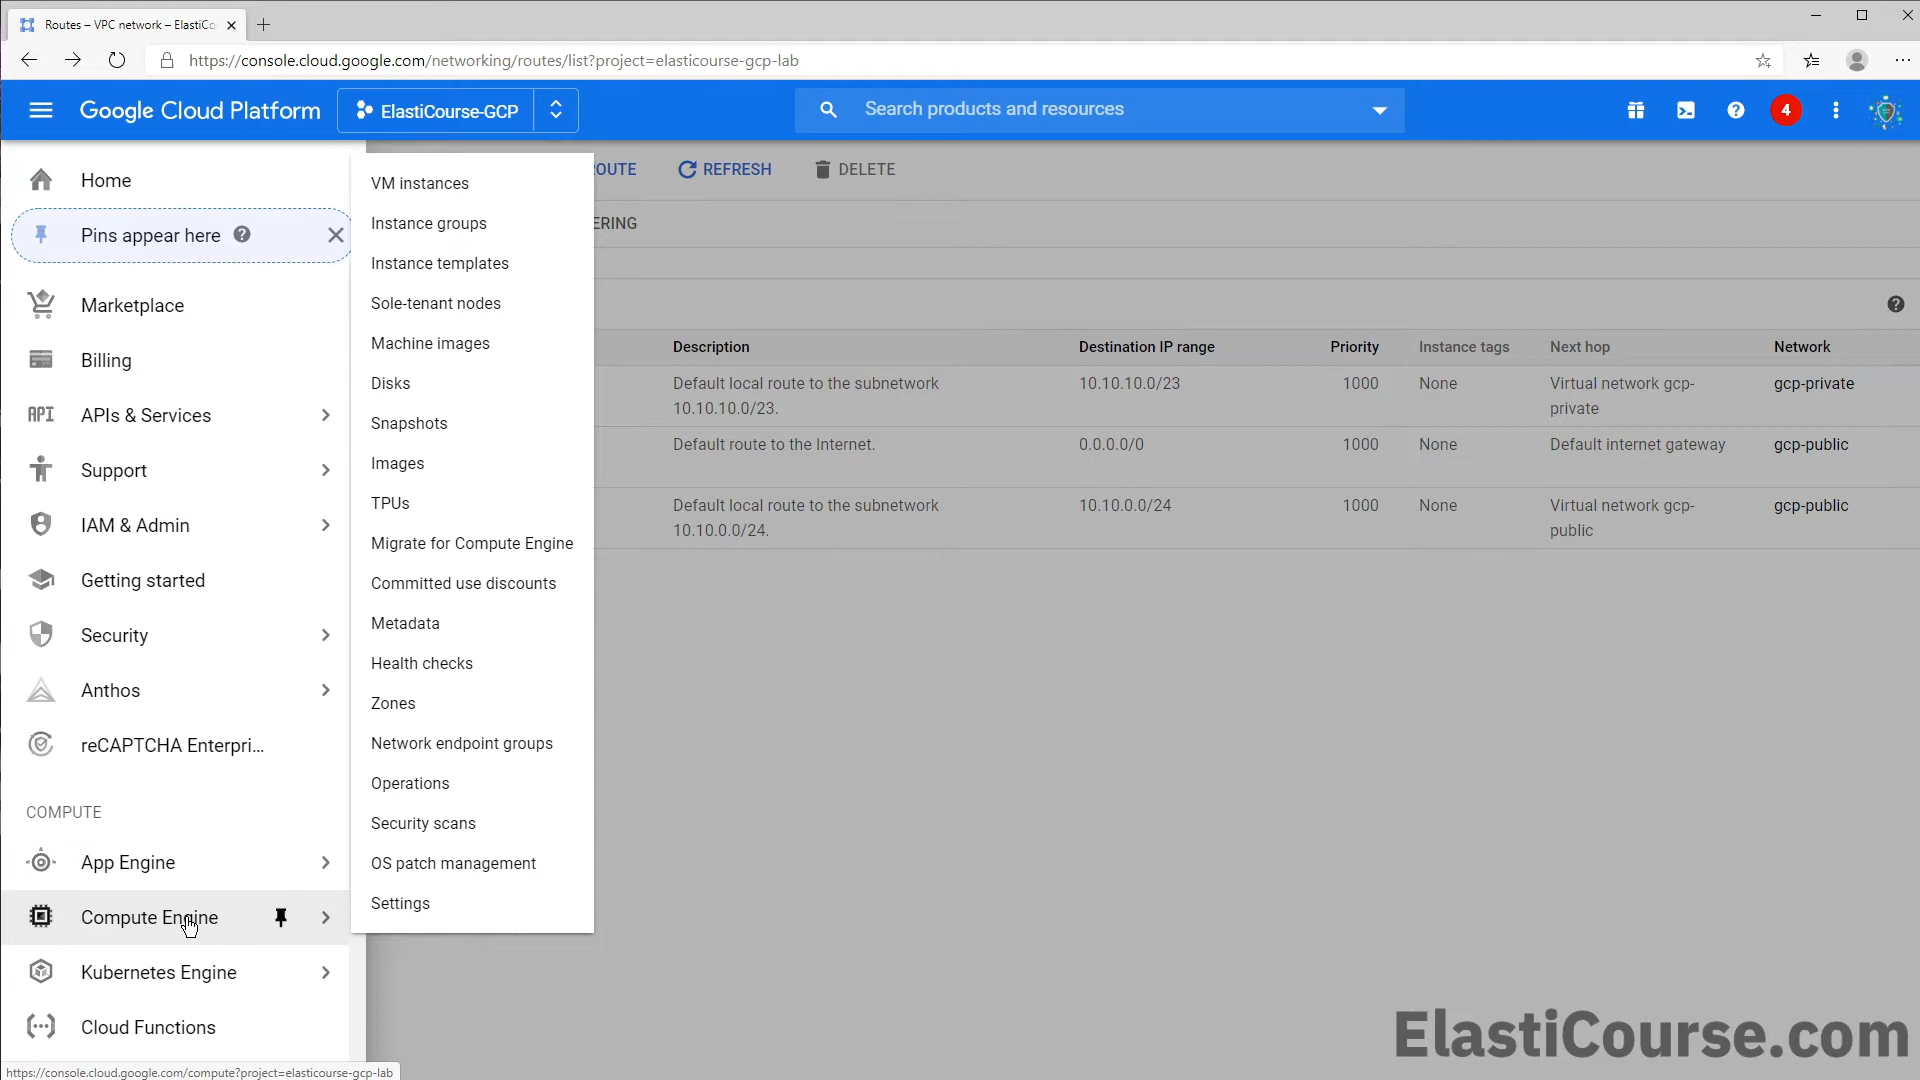 Routes – VPC network – ElastiCo
https://console.cloud.google.com/networking/routes/list?project=elasticourse-gcp-lab
Google Cloud Platform
ElastiCourse-GCP
Search products and resources
4
Home
Pins appear here
Marketplace
Billing
API
APIs & Services
Support
IAM & Admin
Getting started
Security
Anthos
reCAPTCHA Enterpri...
COMPUTE
App Engine
Compute Engine
Kubernetes Engine
Cloud Functions
VM instances
Instance groups
Instance templates
Sole-tenant nodes
Machine images
Disks
Snapshots
Images
TPUs
Migrate for Compute Engine
Committed use discounts
Metadata
Health checks
Zones
Network endpoint groups
Operations
Security scans
OS patch management
Settings
OUTE
REFRESH
DELETE
ERING
Description Destination IP range Priority Instance tags Next hop Network
Default local route to the subnetwork 10.10.10.0/23 1000 None Virtual network gcp- gcp-private
10.10.10.0/23. private
Default route to the Internet. 0.0.0.0/0 1000 None Default internet gateway gcp-public
Default local route to the subnetwork 10.10.0.0/24 1000 None Virtual network gcp- gcp-public
10.10.0.0/24. public
ElastiCourse.com
https://console.cloud.google.com/compute?project=elasticourse-gcp-lab